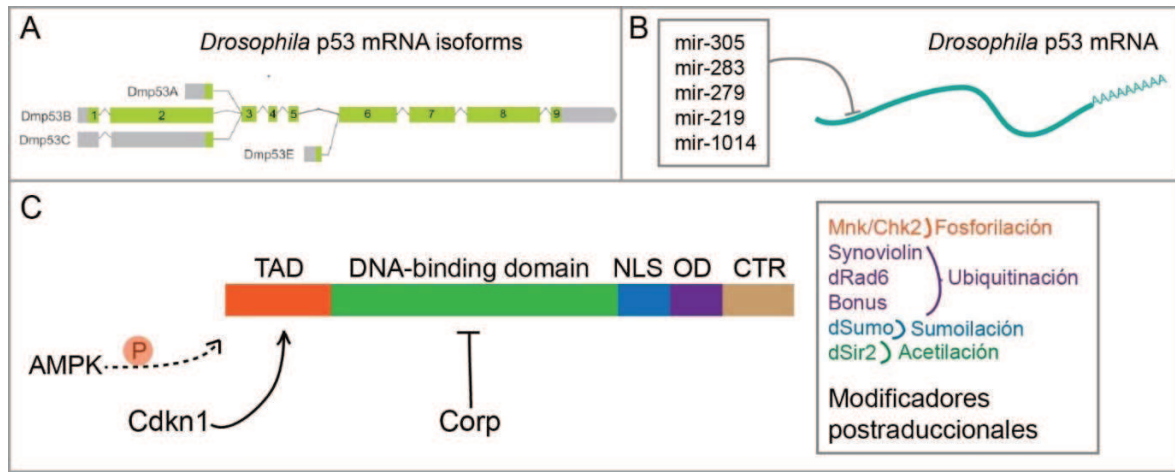 A
Drosophila p53 mRNA isoforms
Dmp53A
Dmp53B 1 2 3 4 5 6 7 8 9
Dmp53C
Dmp53E
B
Drosophila p53 mRNA
mir-305
mir-283
mir-279
mir-219
mir-1014
AAAAAAAAA
C
TAD DNA-binding domain NLS OD CTR
P
AMPK
Cdkn1
Corp
Mnk/Chk2 Fosforilación
Synoviolin
dRad6 Ubiquitinación
Bonus
dSumo Sumoilación
dSir2 Acetilación
Modificadores
postraduccionales